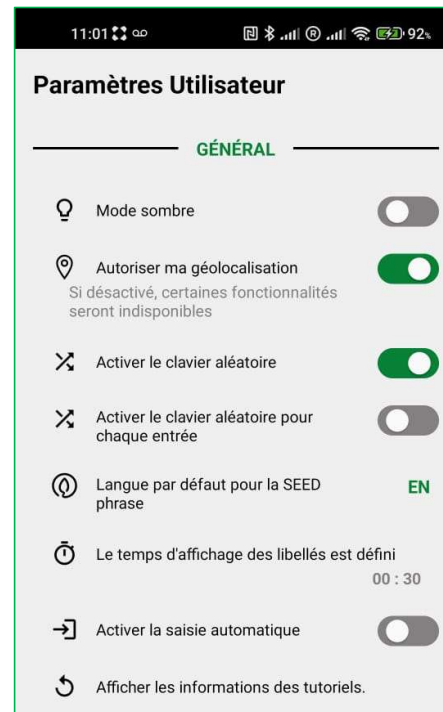 11:01 92%
Paramètres Utilisateur
GÉNÉRAL
Mode sombre
Autoriser ma géolocalisation
Si désactivé, certaines fonctionnalités
seront indisponibles
Activer le clavier aléatoire
Activer le clavier aléatoire pour
chaque entrée
Langue par défaut pour la SEED EN
phrase
Le temps d'affichage des libellés est défini
00 : 30
Activer la saisie automatique
Afficher les informations des tutoriels.